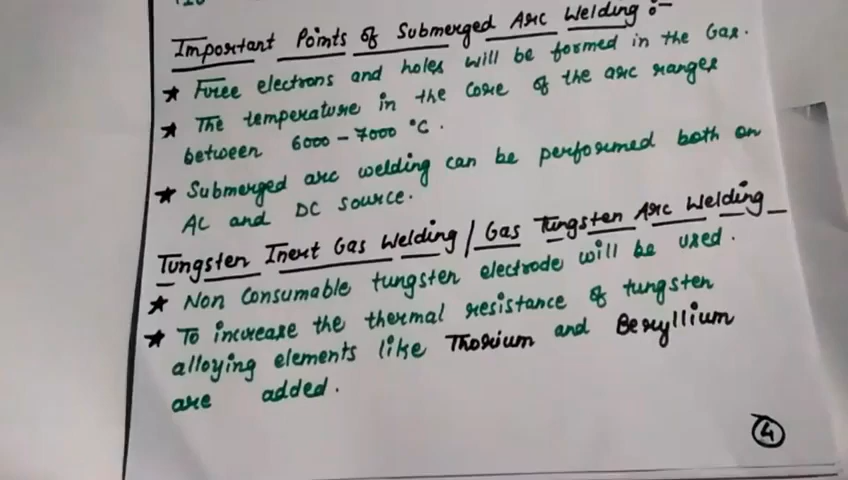 Important Points of Submerged Arc Welding :-
★ Free electrons and holes will be formed in the Gas.
★ The temperature in the core of the arc ranges
between 6000 - 7000 °C.
★ Submerged arc welding can be performed both on
AC and DC source.
Tungsten Inert Gas Welding / Gas Tungsten Arc Welding
★ Non Consumable tungsten electrode will be used.
★ To increase the thermal resistance of tungsten
alloying elements like Thorium and Beryllium
are added.
4